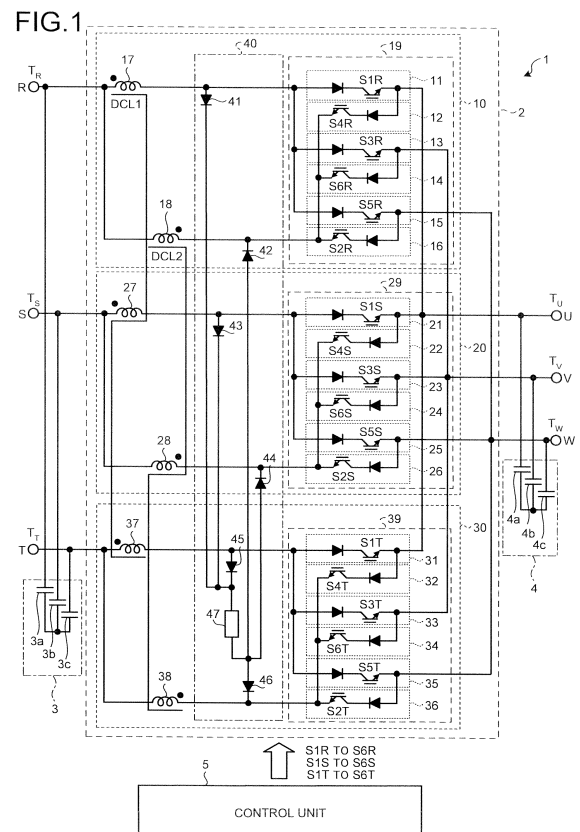 FIG.1
40
19
1
T_R
17
R
DCL1
41
S1R
11
10
2
S4R
12
S3R
13
S6R
14
18
S5R
15
DCL2
42
S2R
16
29
T_S
27
S
43
S1S
21
20
T_U
U
S4S
22
T_V
V
S3S
23
S6S
24
T_W
W
28
S5S
25
44
S2S
26
4a
4b
4c
4
39
30
T_T
37
T
45
S1T
31
S4T
32
47
S3T
33
3a
3b
3c
S6T
34
3
38
S5T
35
46
S2T
36
S1R TO S6R
S1S TO S6S
S1T TO S6T
5
CONTROL UNIT